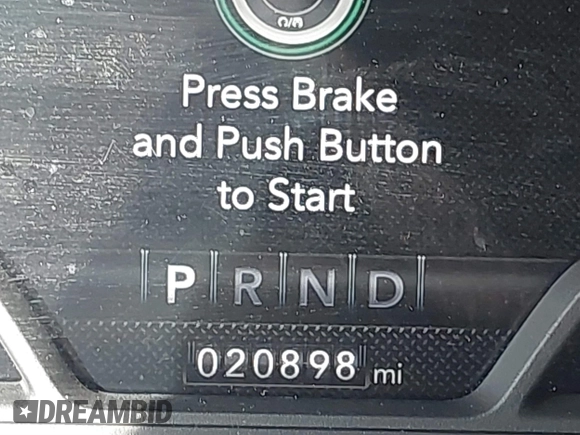 Press Brake
and Push Button
to Start
P R N D
020898 mi
DREAMBID